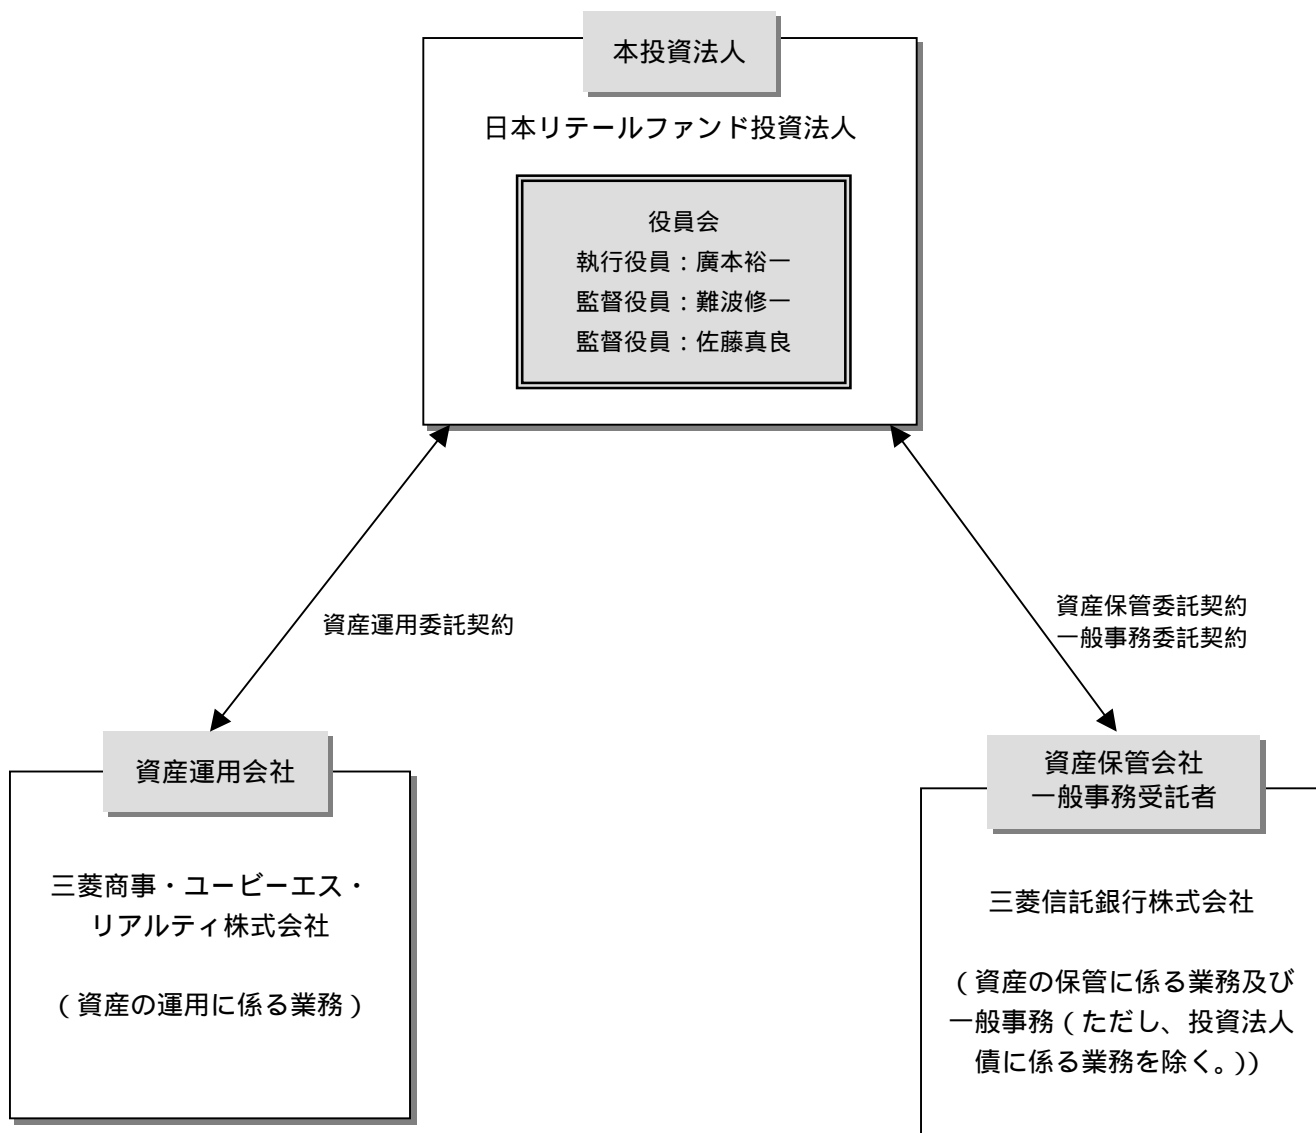 本投資法人
日本リテールファンド投資法人
役員会
執行役員：廣本裕一
監督役員：難波修一
監督役員：佐藤真良
資産運用委託契約
資産保管委託契約
一般事務委託契約
資産運用会社
三菱商事・ユービーエス・
リアルティ株式会社
（資産の運用に係る業務）
資産保管会社
一般事務受託者
三菱信託銀行株式会社
（資産の保管に係る業務及び
一般事務（ただし、投資法人
債に係る業務を除く。））